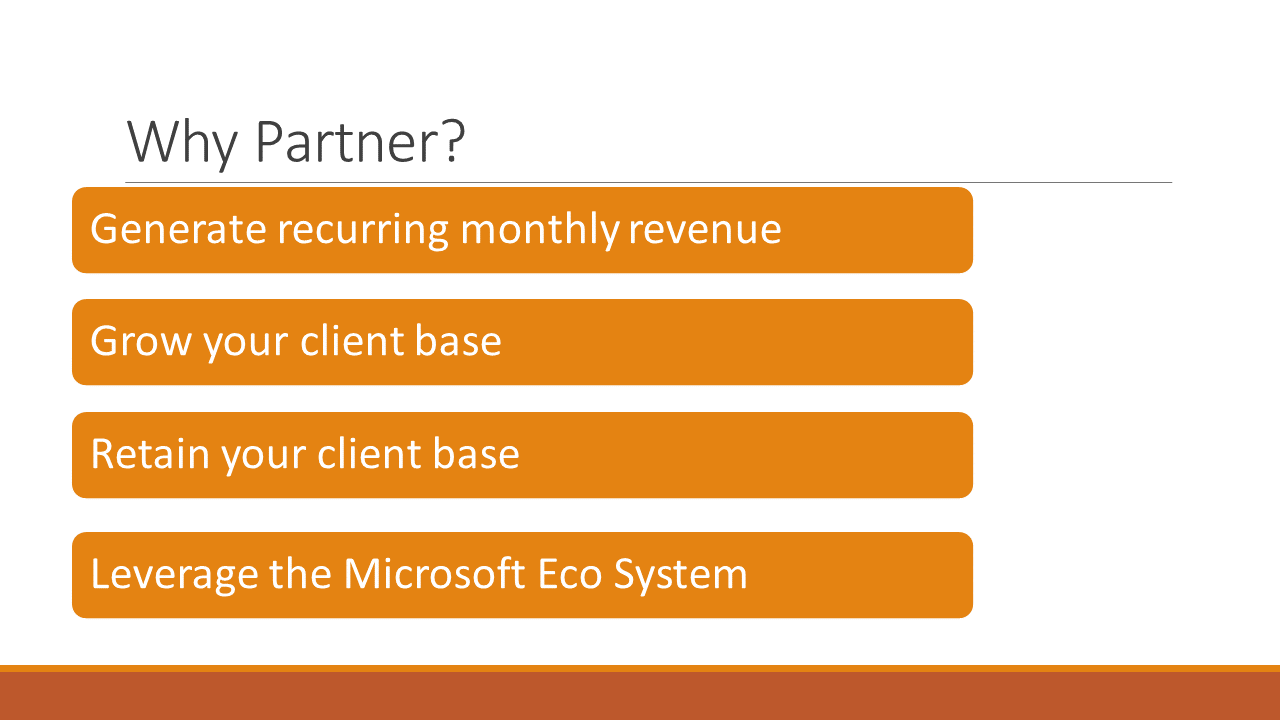 Why Partner?
Generate recurring monthly revenue
Grow your client base
Retain your client base
Leverage the Microsoft Eco System